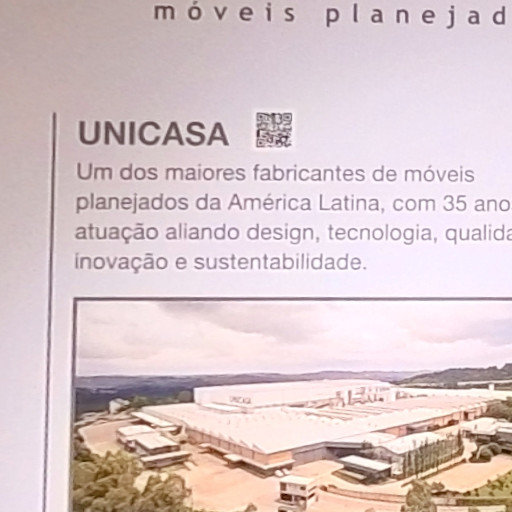 móveis planejad
UNICASA
Um dos maiores fabricantes de móveis
planejados da América Latina, com 35 ano
atuação aliando design, tecnologia, qualida
inovação e sustentabilidade.
UNICASA